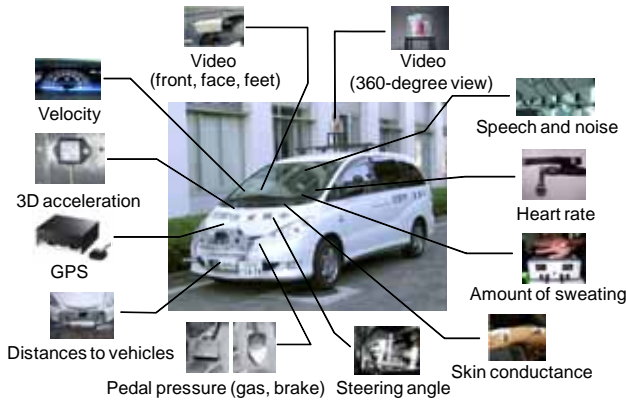 Video
(front, face, feet)
Video
(360-degree view)
Velocity
Speech and noise
3D acceleration
Heart rate
GPS
Amount of sweating
Distances to vehicles
Skin conductance
Pedal pressure (gas, brake)
Steering angle